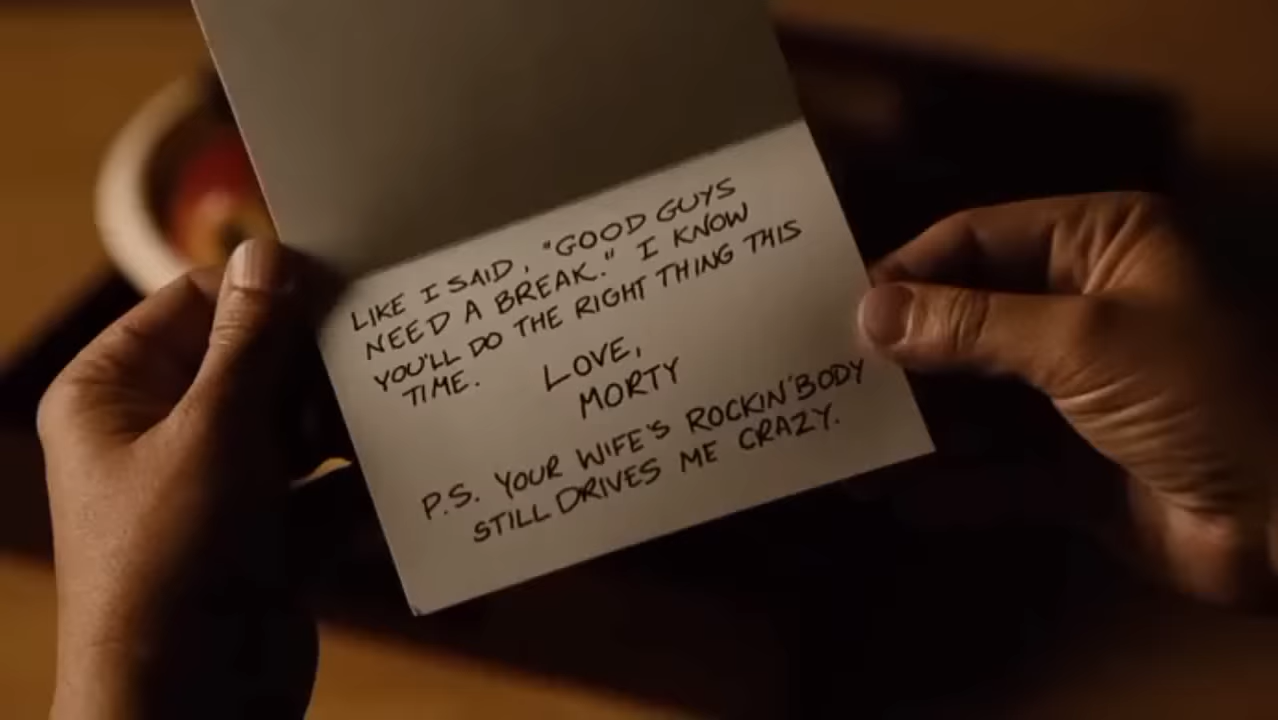 LIKE I SAID, "GOOD GUYS
NEED A BREAK." I KNOW
YOU'LL DO THE RIGHT THING THIS
TIME.
LOVE,
MORTY
P.S. YOUR WIFE'S ROCKIN' BODY
STILL DRIVES ME CRAZY.